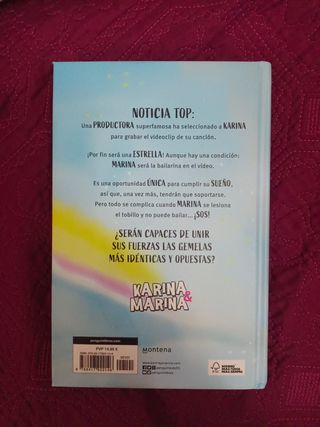 NOTICIA TOP:
Una PRODUCTORA superfamosa ha seleccionado a KARINA
para grabar el videoclip de su canción.
¡Por fin será una ESTRELLA! Aunque hay una condición:
MARINA será la bailarina en el vídeo.
Es una oportunidad ÚNICA para cumplir su SUEÑO,
así que, una vez más, tendrán que soportarse.
Pero todo se complica cuando MARINA se lesiona
el tobillo y no puede bailar... ¡SOS!
¿SERÁN CAPACES DE UNIR
SUS FUERZAS LAS GEMELAS
MÁS IDÉNTICAS Y OPUESTAS?
KARINA
& MARINA
penguinlibros.com
Montena
FSC